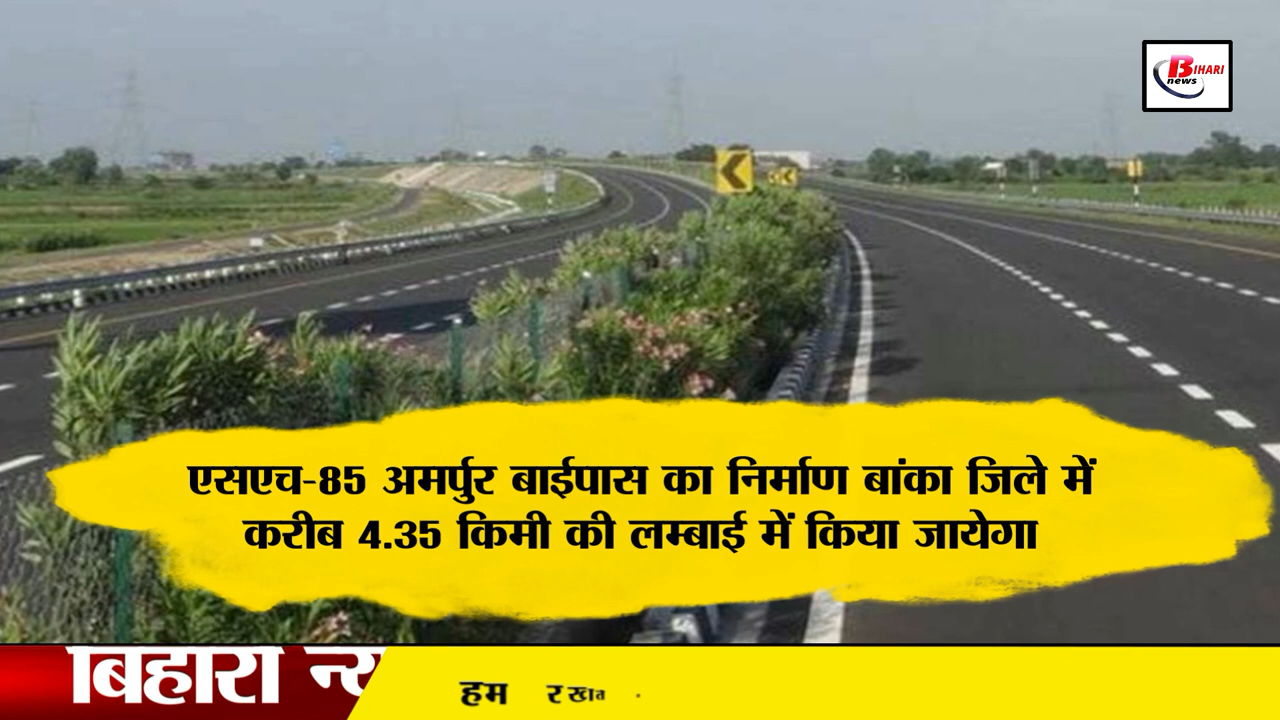 BIHARI
news
एसएच-85 अमर्पुर बाईपास का निर्माण बांका जिले में
करीब 4.35 किमी की लम्बाई में किया जायेगा
बिहारी
हम